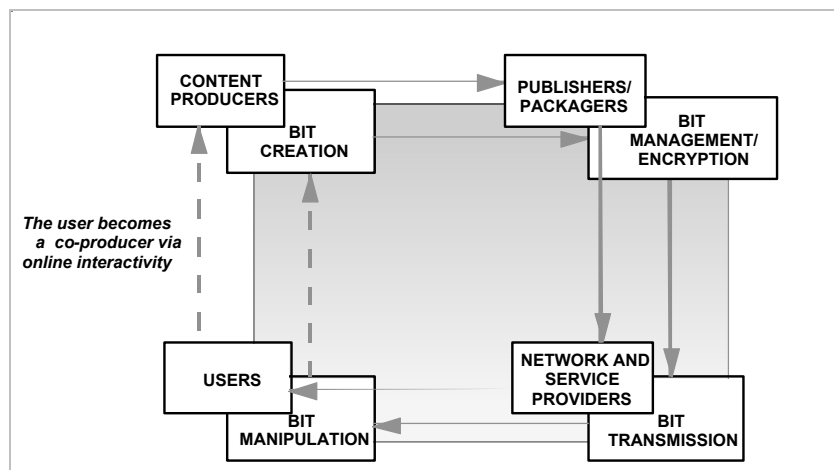 CONTENT
PRODUCERS
BIT
CREATION
PUBLISHERS/
PACKAGERS
BIT
MANAGEMENT/
ENCRYPTION
The user becomes
a co-producer via
online interactivity
USERS
BIT
MANIPULATION
NETWORK AND
SERVICE
PROVIDERS
BIT
TRANSMISSION